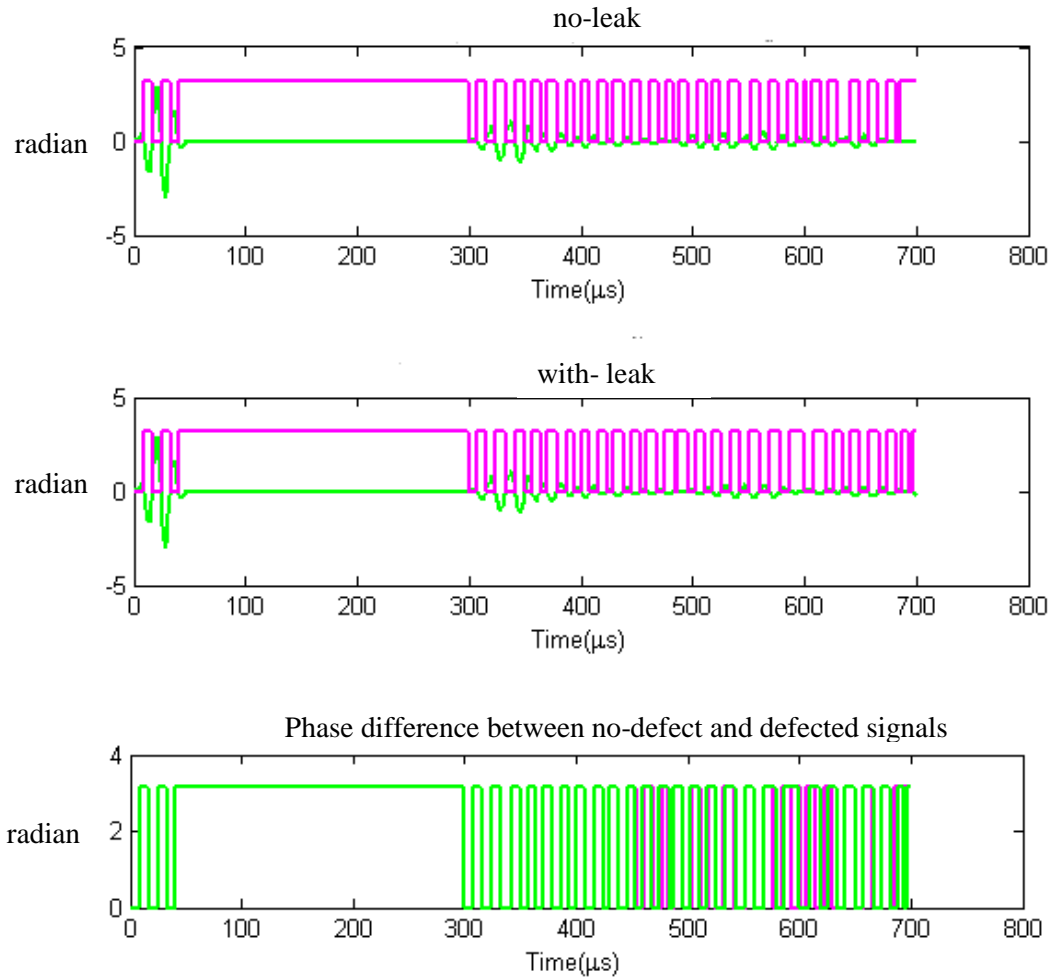 no-leak
5
radian
0
-5
0 100 200 300 400 500 600 700 800
Time(μs)
with- leak
5
radian
0
-5
0 100 200 300 400 500 600 700 800
Time(μs)
Phase difference between no-defect and defected signals
4
radian
2
0
0 100 200 300 400 500 600 700 800
Time(μs)